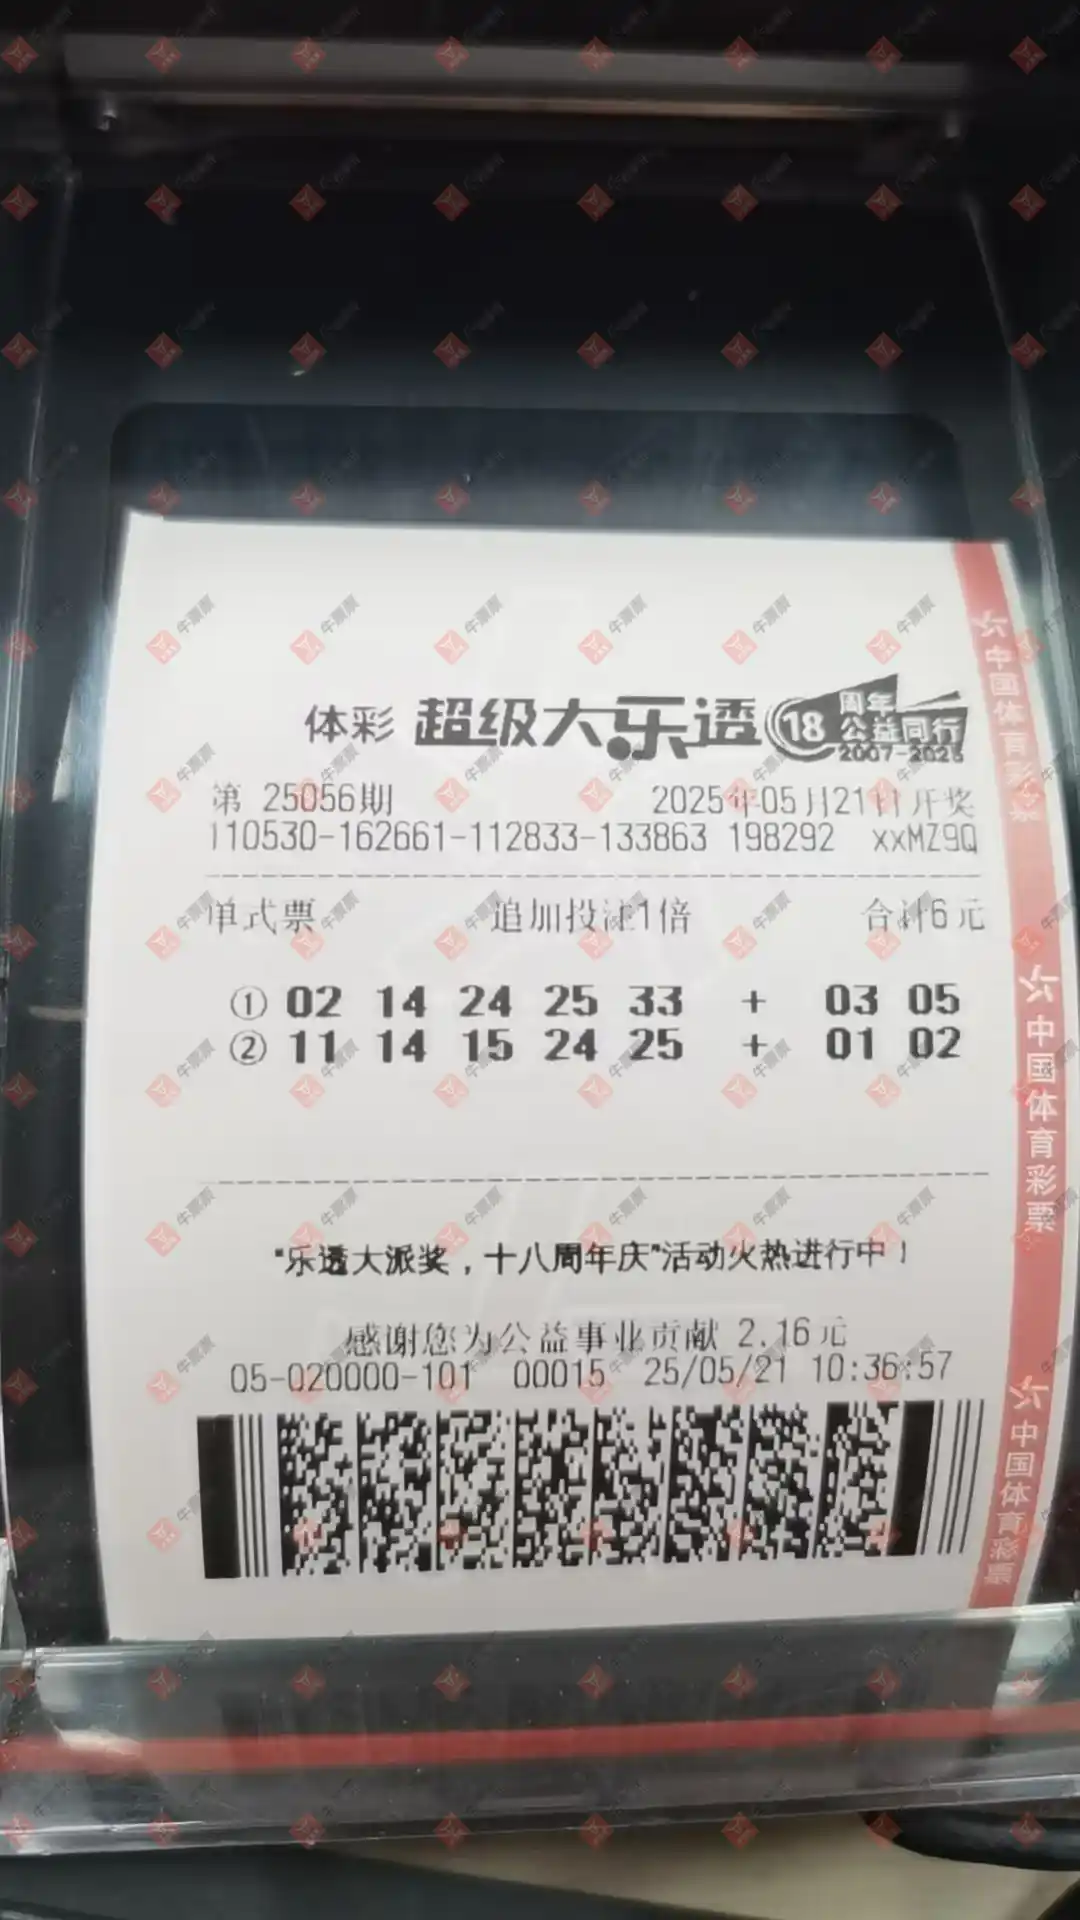 体彩 超级大乐透 18 周年 公益同行 2007-2025
第 25056期 2025年05月21日开奖
110530-162661-112833-133863 198292 xxMZ9Q
单式票 追加投注1倍 合计6元
① 02 14 24 25 33 + 03 05
② 11 14 15 24 25 + 01 02
"乐透大派奖，十八周年庆"活动火热进行中！
感谢您为公益事业贡献 2.16元
05-020000-101 00015 25/05/21 10:36:57
中国体育彩票
中国体育彩票
中国体育彩票
牛票票